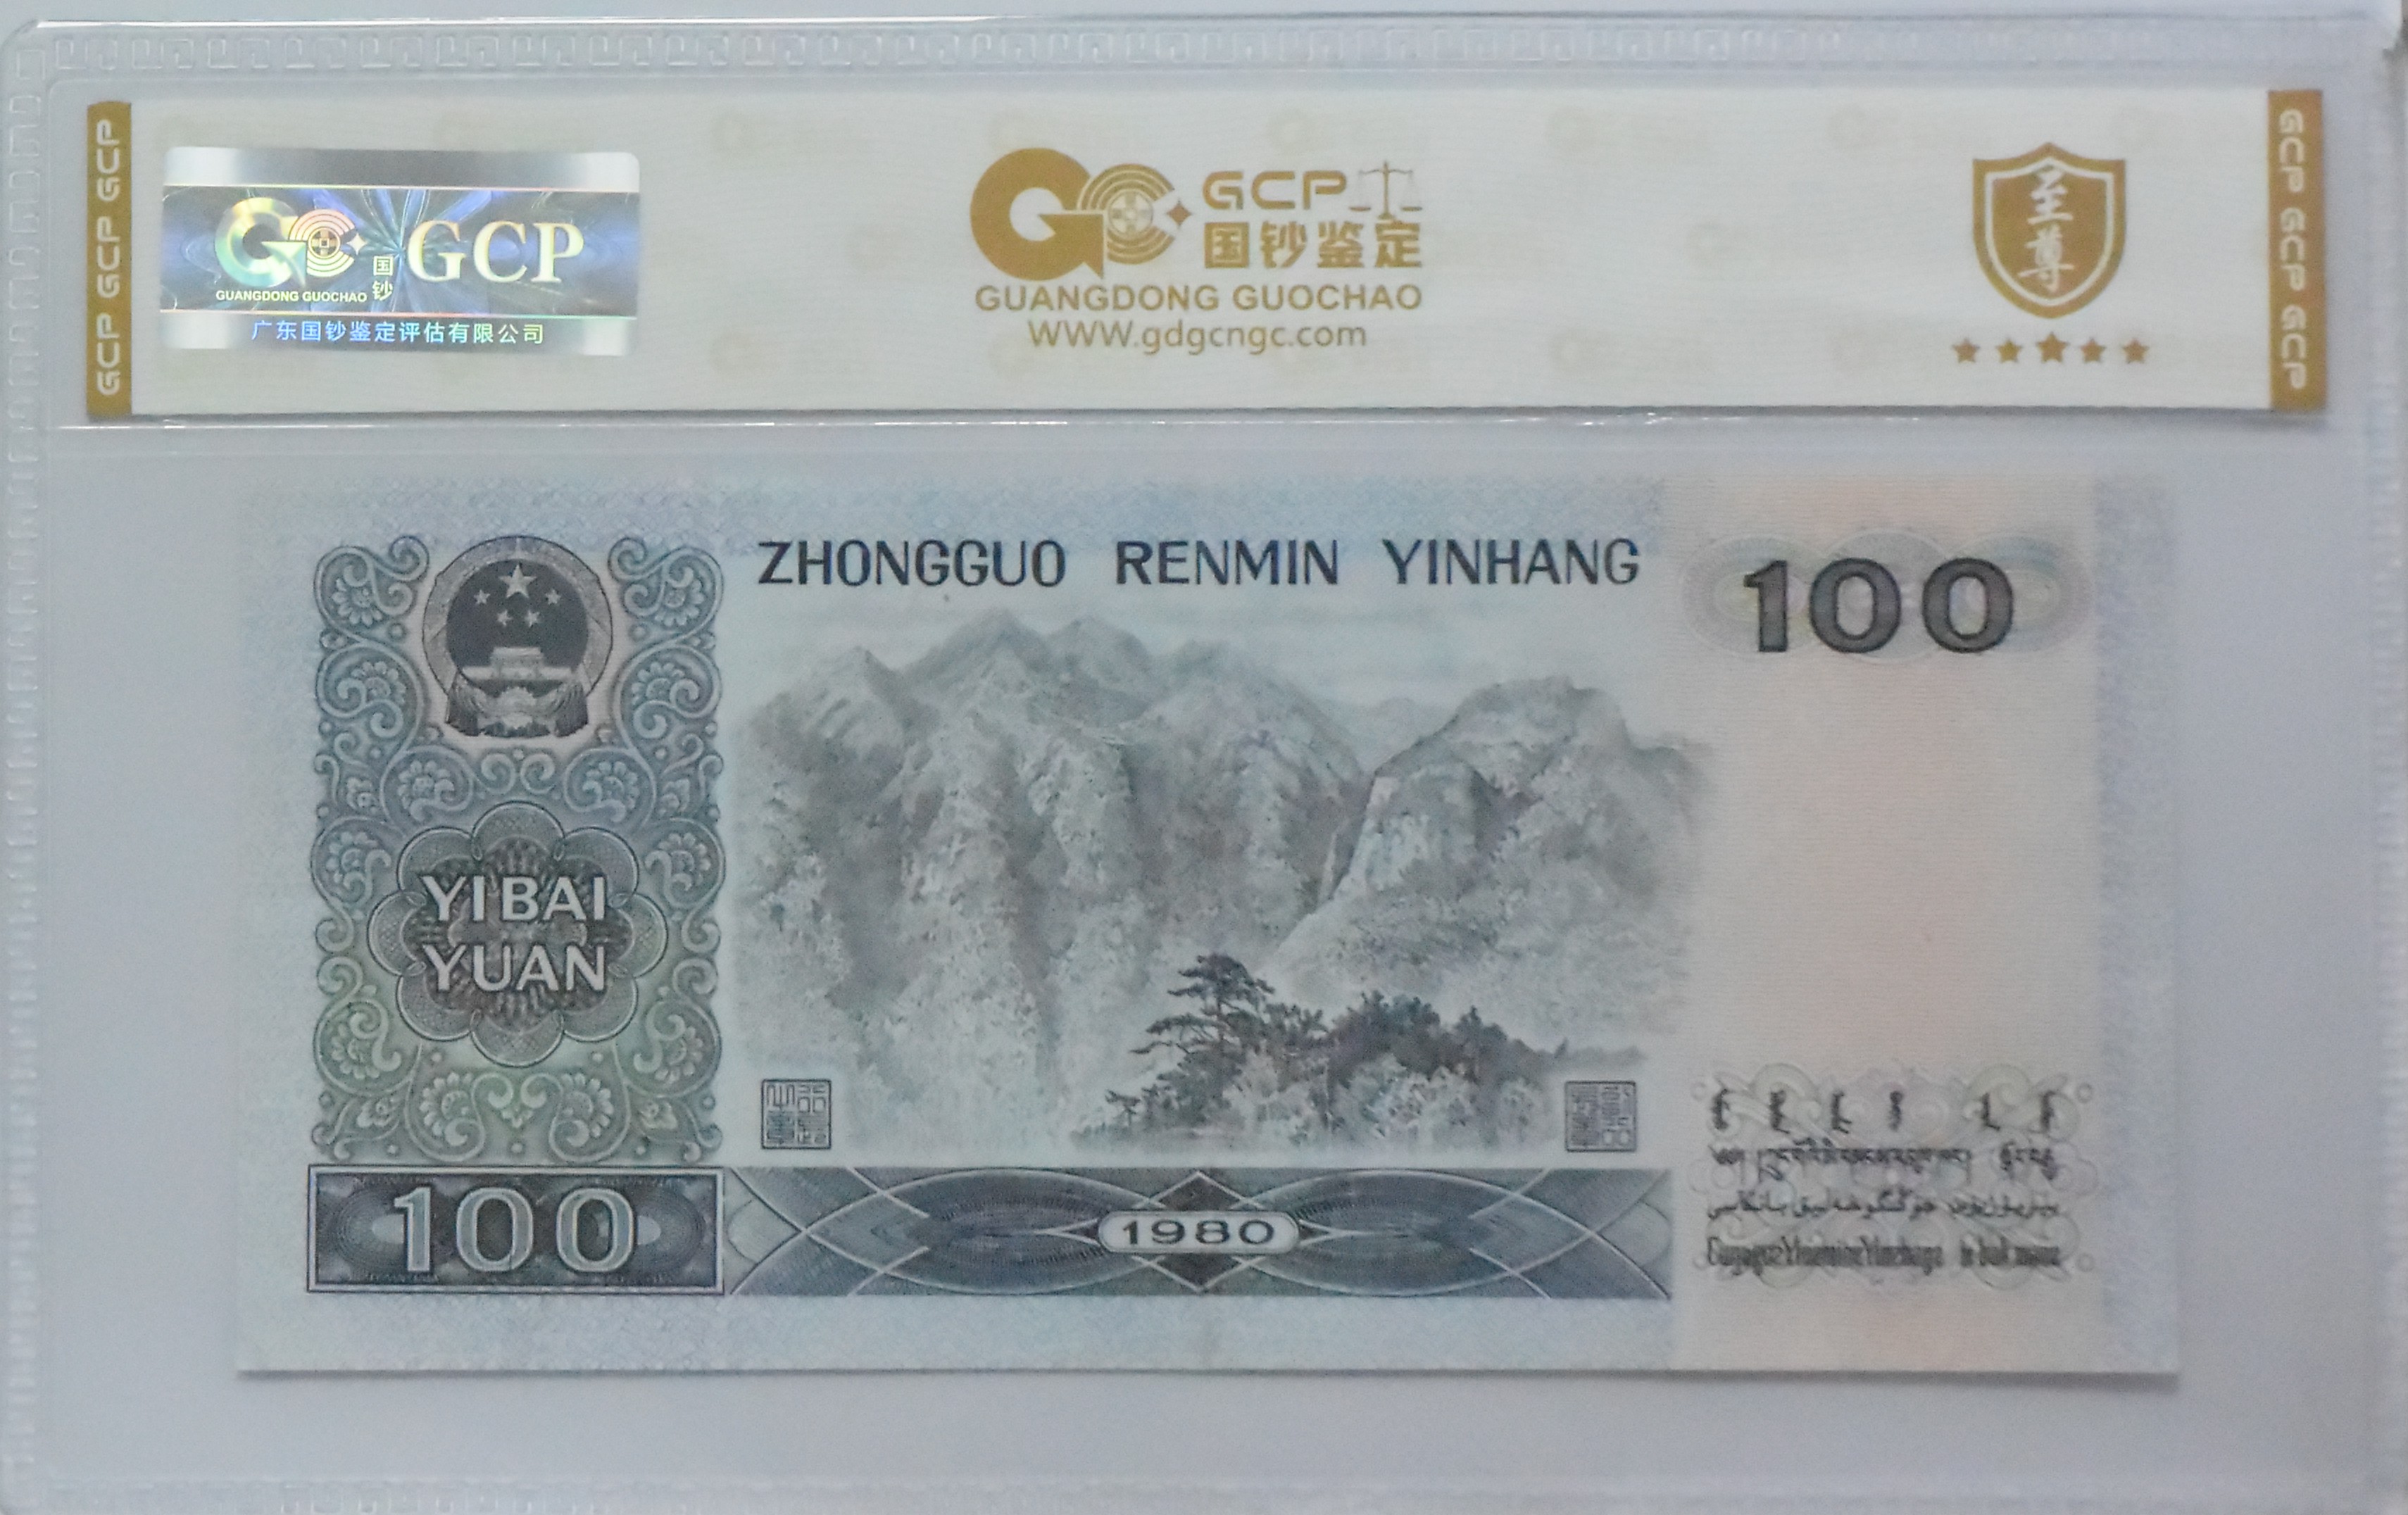 GCP GCP GCP
GUANGDONG GUOCHAO
国钞
GCP
广东国钞鉴定评估有限公司
GCP
国钞鉴定
GUANGDONG GUOCHAO
WWW.gdgcngc.com
至尊
GCP GCP GCP
ZHONGGUO RENMIN YINHANG
100
YIBAI
YUAN
100
1980